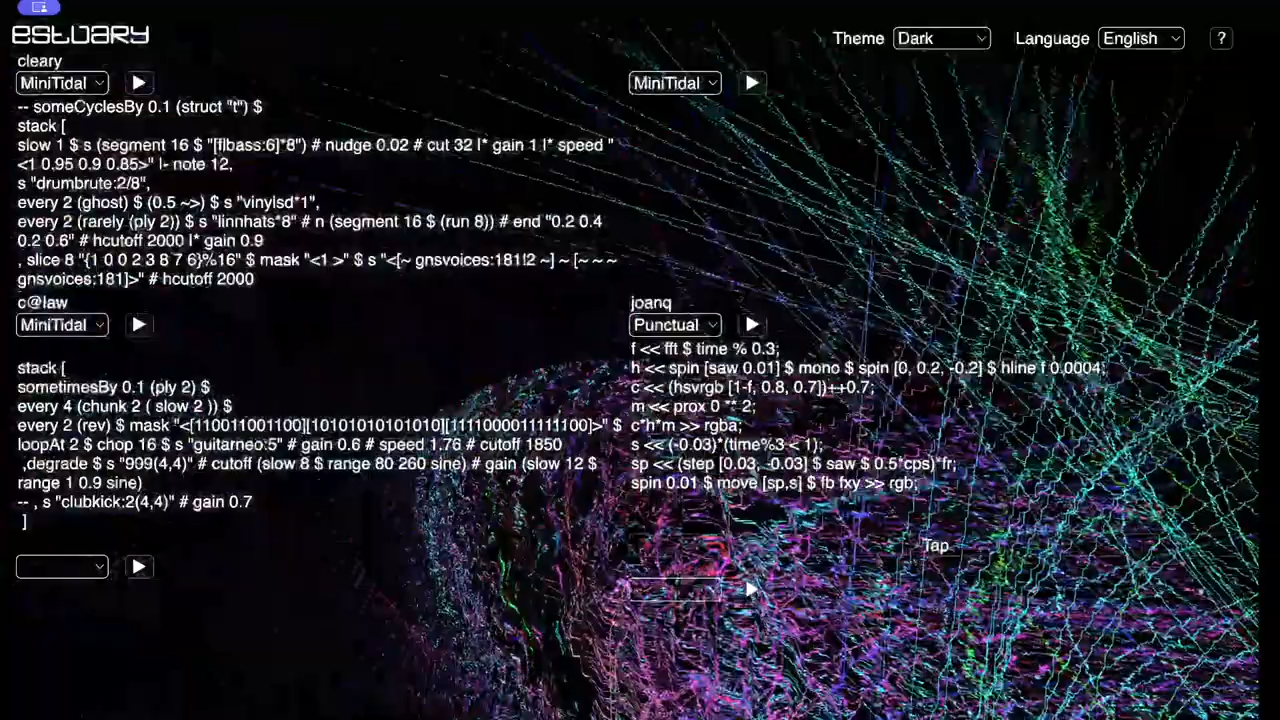 estuary
Theme Dark Language English ?
cleary
MiniTidal
-- someCyclesBy 0.1 (struct "t") $
stack [
slow 1 $ s (segment 16 $ "[flbass:6]*8") # nudge 0.02 # cut 32 |* gain 1 |* speed "
<1 0.95 0.9 0.85>" |- note 12,
s "drumbrute:2/8",
every 2 (ghost) $ (0.5 ~>) $ s "vinylsd*1",
every 2 (rarely (ply 2)) $ s "linnhats*8" # n (segment 16 $ (run 8)) # end "0.2 0.4
0.2 0.6" # hcutoff 2000 |* gain 0.9
, slice 8 "{1 0 0 2 3 8 7 6}%16" $ mask "<1 >" $ s "<[~ gnsvoices:181!2 ~] ~ [~ ~ ~
gnsvoices:181]>" # hcutoff 2000
MiniTidal
c@law
MiniTidal
stack [
sometimesBy 0.1 (ply 2) $
every 4 (chunk 2 ( slow 2 )) $
every 2 (rev) $ mask "<[110011001100][10101010101010][1111000011111100]>" $
loopAt 2 $ chop 16 $ s "guitarneo:5" # gain 0.6 # speed 1.76 # cutoff 1850
,degrade $ s "999(4,4)" # cutoff (slow 8 $ range 80 260 sine) # gain (slow 12 $
range 1 0.9 sine)
-- , s "clubkick:2(4,4)" # gain 0.7
]
joanq
Punctual
f << fft $ time % 0.3;
h << spin [saw 0.01] $ mono $ spin [0, 0.2, -0.2] $ hline f 0.0004;
c << (hsvrgb [1-f, 0.8, 0.7])++0.7;
m << prox 0 ** 2;
c*h*m >> rgba;
s << (-0.03)*(time%3 < 1);
sp << (step [0.03, -0.03] $ saw $ 0.5*cps)*fr;
spin 0.01 $ move [sp,s] $ fb fxy >> rgb;
Tap